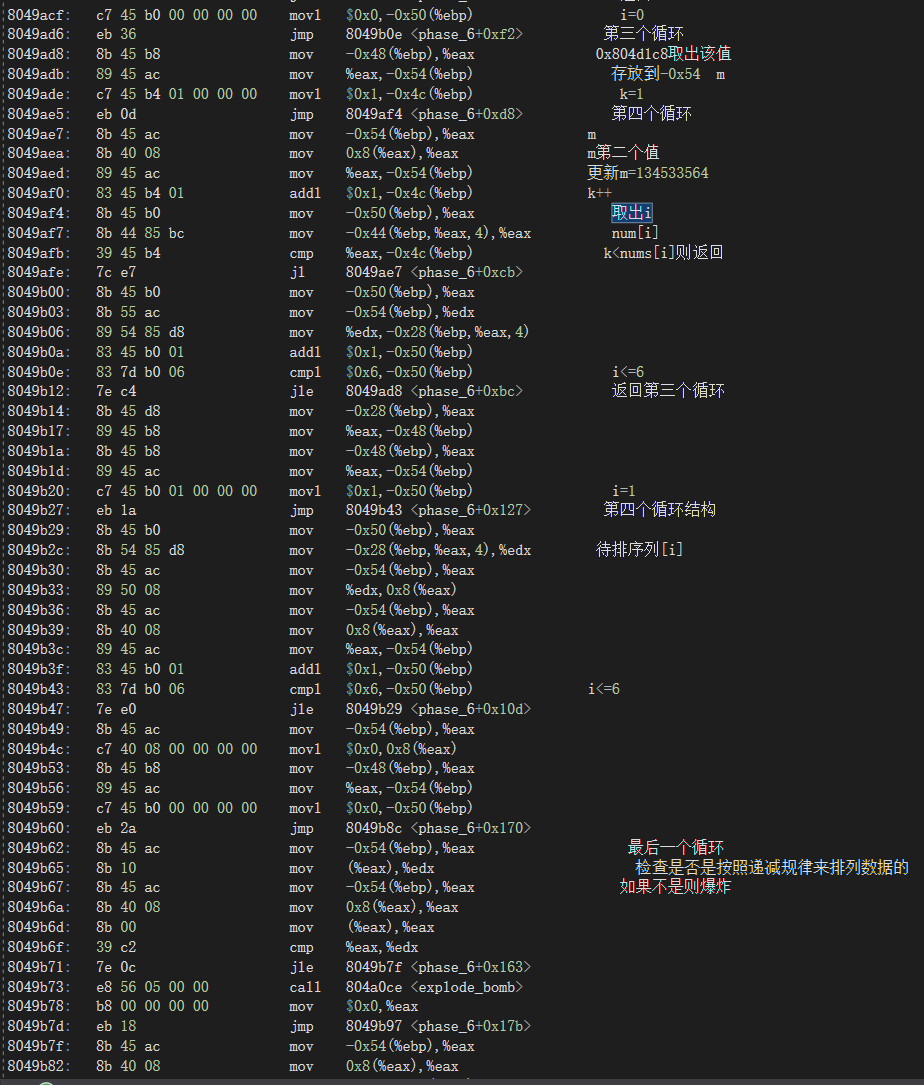 8049acf: c7 45 b0 00 00 00 00 movl $0x0,-0x50(%ebp) i=0
8049ad6: eb 36 jmp 8049b0e <phase_6+0xf2> 第三个循环
8049ad8: 8b 45 b8 mov -0x48(%ebp),%eax 0x804d1c8取出该值
8049adb: 89 45 ac mov %eax,-0x54(%ebp) 存放到-0x54 m
8049ade: c7 45 b4 01 00 00 00 movl $0x1,-0x4c(%ebp) k=1
8049ae5: eb 0d jmp 8049af4 <phase_6+0xd8> 第四个循环
8049ae7: 8b 45 ac mov -0x54(%ebp),%eax m
8049aea: 8b 40 08 mov 0x8(%eax),%eax m第二个值
8049aed: 89 45 ac mov %eax,-0x54(%ebp) 更新m=134533564
8049af0: 83 45 b4 01 addl $0x1,-0x4c(%ebp) k++
8049af4: 8b 45 b0 mov -0x50(%ebp),%eax 取出i
8049af7: 8b 44 85 bc mov -0x44(%ebp,%eax,4),%eax num[i]
8049afb: 39 45 b4 cmp %eax,-0x4c(%ebp) k<nums[i]则返回
8049afe: 7c e7 jl 8049ae7 <phase_6+0xcb>
8049b00: 8b 45 b0 mov -0x50(%ebp),%eax
8049b03: 8b 55 ac mov -0x54(%ebp),%edx
8049b06: 89 54 85 d8 mov %edx,-0x28(%ebp,%eax,4)
8049b0a: 83 45 b0 01 addl $0x1,-0x50(%ebp)
8049b0e: 83 7d b0 06 cmpl $0x6,-0x50(%ebp) i<=6
8049b12: 7e c4 jle 8049ad8 <phase_6+0xbc> 返回第三个循环
8049b14: 8b 45 d8 mov -0x28(%ebp),%eax
8049b17: 89 45 b8 mov %eax,-0x48(%ebp)
8049b1a: 8b 45 b8 mov -0x48(%ebp),%eax
8049b1d: 89 45 ac mov %eax,-0x54(%ebp)
8049b20: c7 45 b0 01 00 00 00 movl $0x1,-0x50(%ebp) i=1
8049b27: eb 1a jmp 8049b43 <phase_6+0x127> 第四个循环结构
8049b29: 8b 45 b0 mov -0x50(%ebp),%eax
8049b2c: 8b 54 85 d8 mov -0x28(%ebp,%eax,4),%edx 待排序列[i]
8049b30: 8b 45 ac mov -0x54(%ebp),%eax
8049b33: 89 50 08 mov %edx,0x8(%eax)
8049b36: 8b 45 ac mov -0x54(%ebp),%eax
8049b39: 8b 40 08 mov 0x8(%eax),%eax
8049b3c: 89 45 ac mov %eax,-0x54(%ebp)
8049b3f: 83 45 b0 01 addl $0x1,-0x50(%ebp)
8049b43: 83 7d b0 06 cmpl $0x6,-0x50(%ebp) i<=6
8049b47: 7e e0 jle 8049b29 <phase_6+0x10d>
8049b49: 8b 45 ac mov -0x54(%ebp),%eax
8049b4c: c7 40 08 00 00 00 00 movl $0x0,0x8(%eax)
8049b53: 8b 45 b8 mov -0x48(%ebp),%eax
8049b56: 89 45 ac mov %eax,-0x54(%ebp)
8049b59: c7 45 b0 00 00 00 00 movl $0x0,-0x50(%ebp)
8049b60: eb 2a jmp 8049b8c <phase_6+0x170>
8049b62: 8b 45 ac mov -0x54(%ebp),%eax 最后一个循环
8049b65: 8b 10 mov (%eax),%edx 检查是否是按照递减规律来排列数据的
8049b67: 8b 45 ac mov -0x54(%ebp),%eax 如果不是则爆炸
8049b6a: 8b 40 08 mov 0x8(%eax),%eax
8049b6d: 8b 00 mov (%eax),%eax
8049b6f: 39 c2 cmp %eax,%edx
8049b71: 7e 0c jle 8049b7f <phase_6+0x163>
8049b73: e8 56 05 00 00 call 804a0ce <explode_bomb>
8049b78: b8 00 00 00 00 mov $0x0,%eax
8049b7d: eb 18 jmp 8049b97 <phase_6+0x17b>
8049b7f: 8b 45 ac mov -0x54(%ebp),%eax
8049b82: 8b 40 08 mov 0x8(%eax),%eax